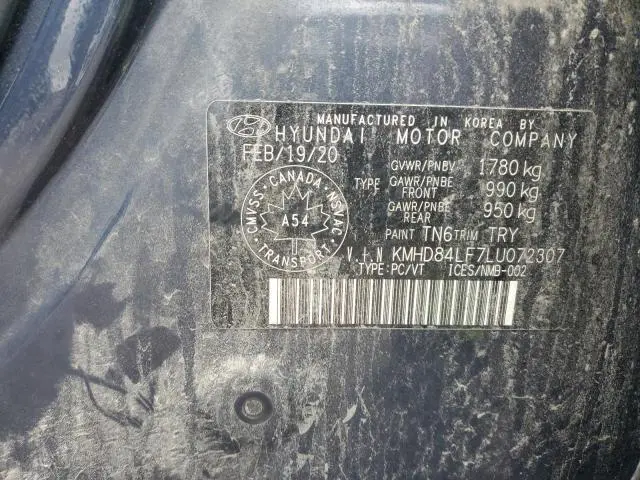 MANUFACTURED IN KOREA BY
HYUNDAI MOTOR COMPANY
FEB/19/20
GVWR/PNBV 1780 kg
TYPE GAWR/PNBE FRONT 990 kg
GAWR/PNBE REAR 950 kg
PAINT TN6 TRIM TRY
V.I.N KMHD84LF7LU072307
TYPE:PC/VT ICES/NMB-002
CMVSS · CANADA · NSVAC
A54
TRANSPORT